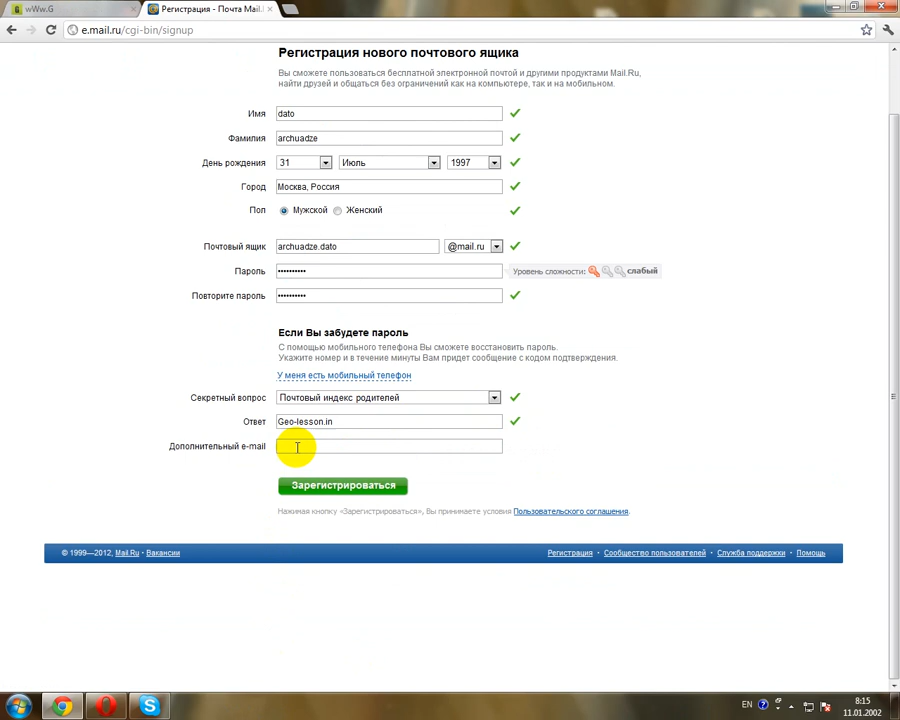 wWw.G
Регистрация - Почта Mail.
e.mail.ru/cgi-bin/signup
Регистрация нового почтового ящика
Вы сможете пользоваться бесплатной электронной почтой и другими продуктами Mail.Ru,
найти друзей и общаться без ограничений как на компьютере, так и на мобильном.
Имя dato
Фамилия archuadze
День рождения 31 Июль 1997
Город Москва, Россия
Пол Мужской Женский
Почтовый ящик archuadze.dato @mail.ru
Пароль •••••••••• Уровень сложности: слабый
Повторите пароль ••••••••••
Если Вы забудете пароль
С помощью мобильного телефона Вы сможете восстановить пароль.
Укажите номер и в течение минуты Вам придет сообщение с кодом подтверждения.
У меня есть мобильный телефон
Секретный вопрос Почтовый индекс родителей
Ответ Geo-lesson.in
Дополнительный e-mail
Зарегистрироваться
Нажимая кнопку «Зарегистрироваться», Вы принимаете условия Пользовательского соглашения.
© 1999—2012, Mail.Ru • Вакансии Регистрация • Сообщество пользователей • Служба поддержки • Помощь
EN 8:15
11.01.2002